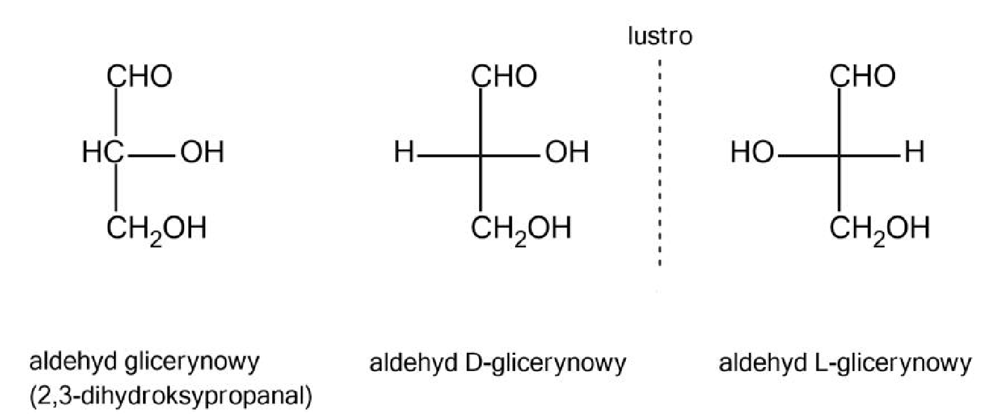 lustro
CHO CHO CHO
HC OH H OH HO H
CH₂OH CH₂OH CH₂OH
aldehyd glicerynowy aldehyd D-glicerynowy aldehyd L-glicerynowy
(2,3-dihydroksypropanal)